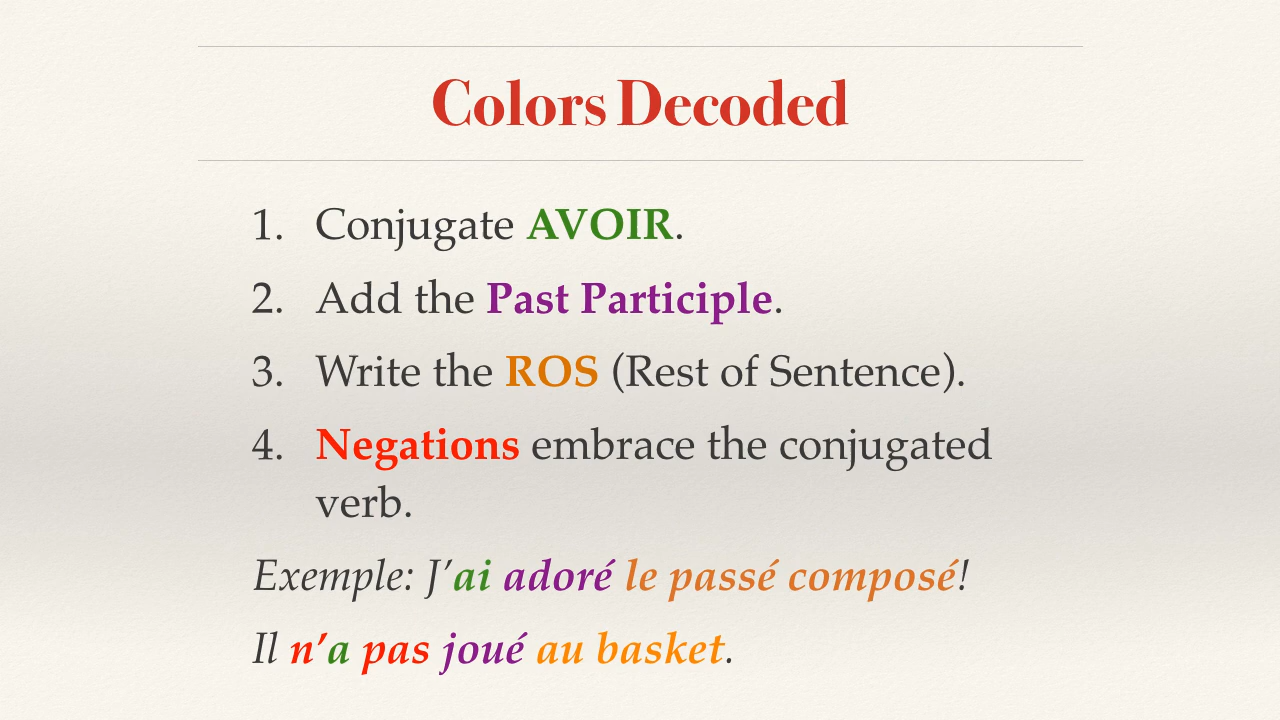 Colors Decoded
1. Conjugate AVOIR.
2. Add the Past Participle.
3. Write the ROS (Rest of Sentence).
4. Negations embrace the conjugated
verb.
Exemple: J’ai adoré le passé composé!
Il n’a pas joué au basket.